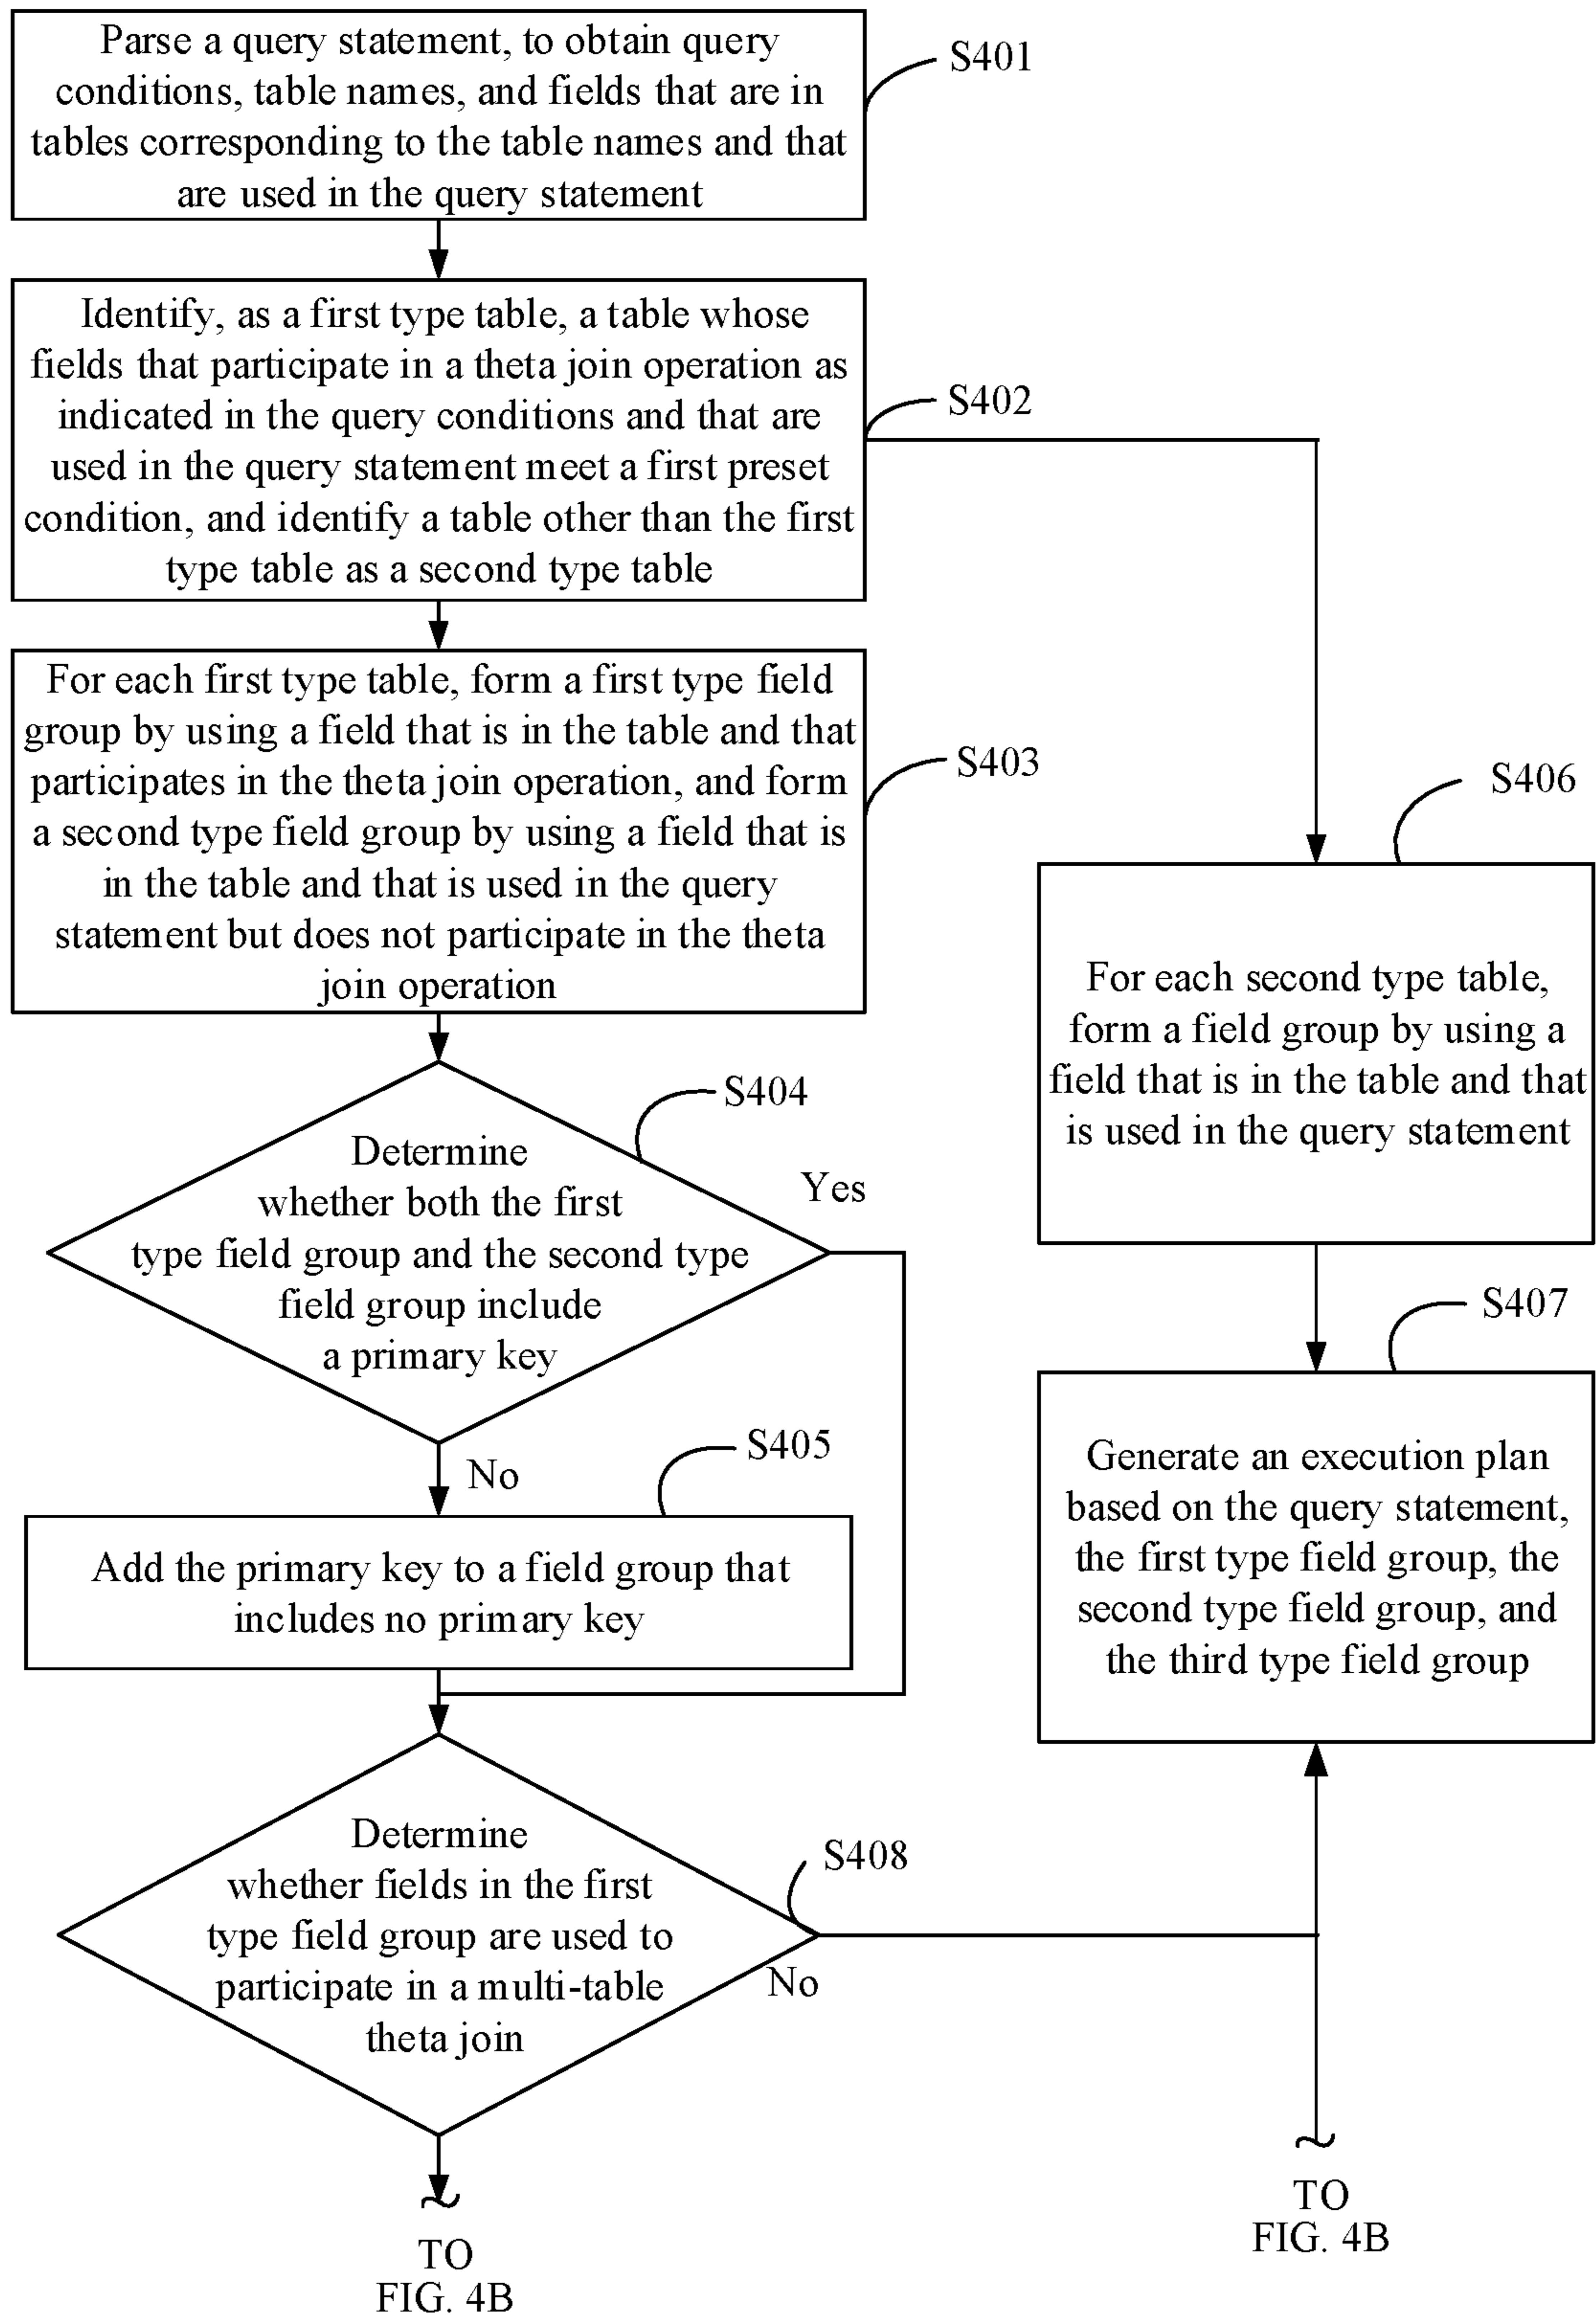 Parse a query statement, to obtain query
conditions, table names, and fields that are in
tables corresponding to the table names and that
are used in the query statement
S401
Identify, as a first type table, a table whose
fields that participate in a theta join operation as
indicated in the query conditions and that are
used in the query statement meet a first preset
condition, and identify a table other than the first
type table as a second type table
S402
For each first type table, form a first type field
group by using a field that is in the table and that
participates in the theta join operation, and form
a second type field group by using a field that is
in the table and that is used in the query
statement but does not participate in the theta
join operation
S403
Determine
whether both the first
type field group and the second type
field group include
a primary key
S404
Yes
No
Add the primary key to a field group that
includes no primary key
S405
For each second type table,
form a field group by using a
field that is in the table and that
is used in the query statement
S406
Generate an execution plan
based on the query statement,
the first type field group, the
second type field group, and
the third type field group
S407
Determine
whether fields in the first
type field group are used to
participate in a multi-table
theta join
S408
No
TO
FIG. 4B
TO
FIG. 4B